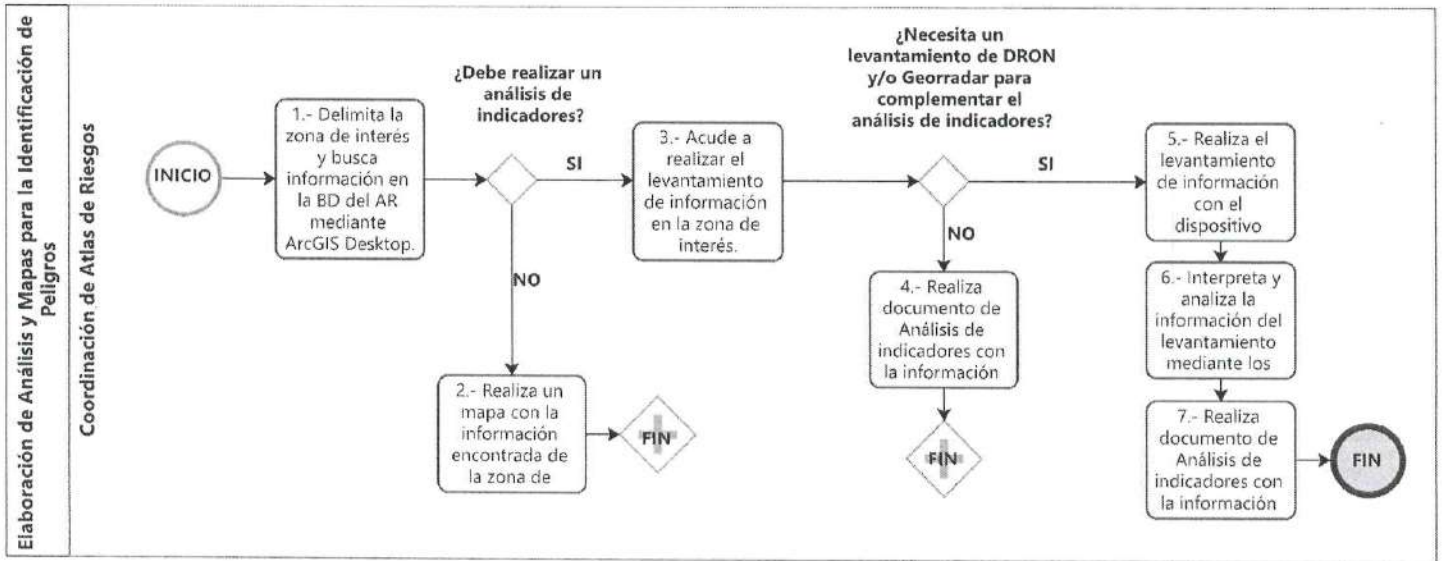 Elaboración de Análisis y Mapas para la Identificación de
Peligros
Coordinación de Atlas de Riesgos
INICIO
1.- Delimita la
zona de interés
y busca
información en
la BD del AR
mediante
ArcGIS Desktop.
¿Debe realizar un
análisis de
indicadores?
SI
NO
2.- Realiza un
mapa con la
información
encontrada de
la zona de
FIN
3.- Acude a
realizar el
levantamiento
de información
en la zona de
interés.
¿Necesita un
levantamiento de DRON
y/o Georradar para
complementar el
análisis de indicadores?
SI
NO
4.- Realiza
documento de
Análisis de
indicadores con
la información
FIN
5.- Realiza el
levantamiento
de información
con el
dispositivo
6.- Interpreta y
analiza la
información del
levantamiento
mediante los
7.- Realiza
documento de
Análisis de
indicadores con
la información
FIN